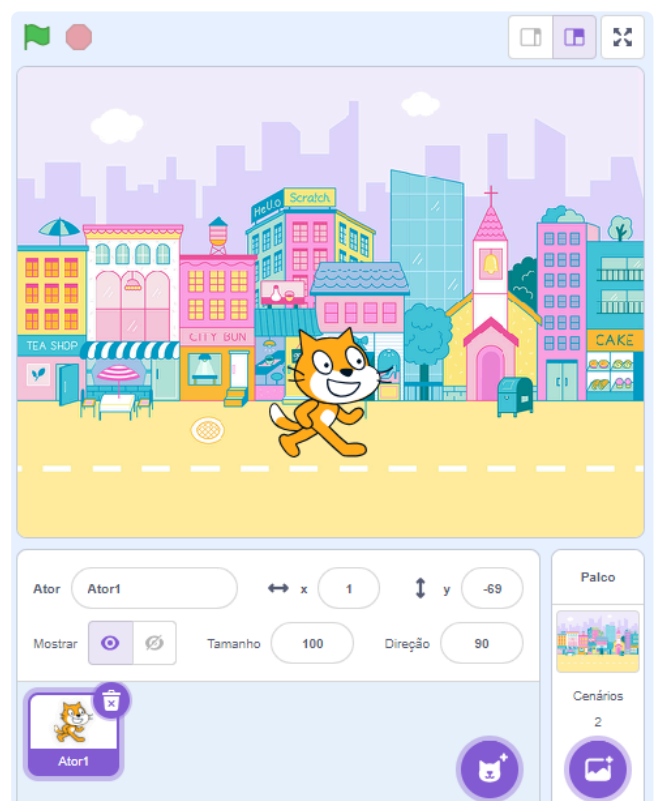 Hello Scratch
TEA SHOP
CITY BUN
CAKE
Ator Ator1 x 1 y -69
Mostrar Tamanho 100 Direção 90
Ator1
Palco
Cenários
2